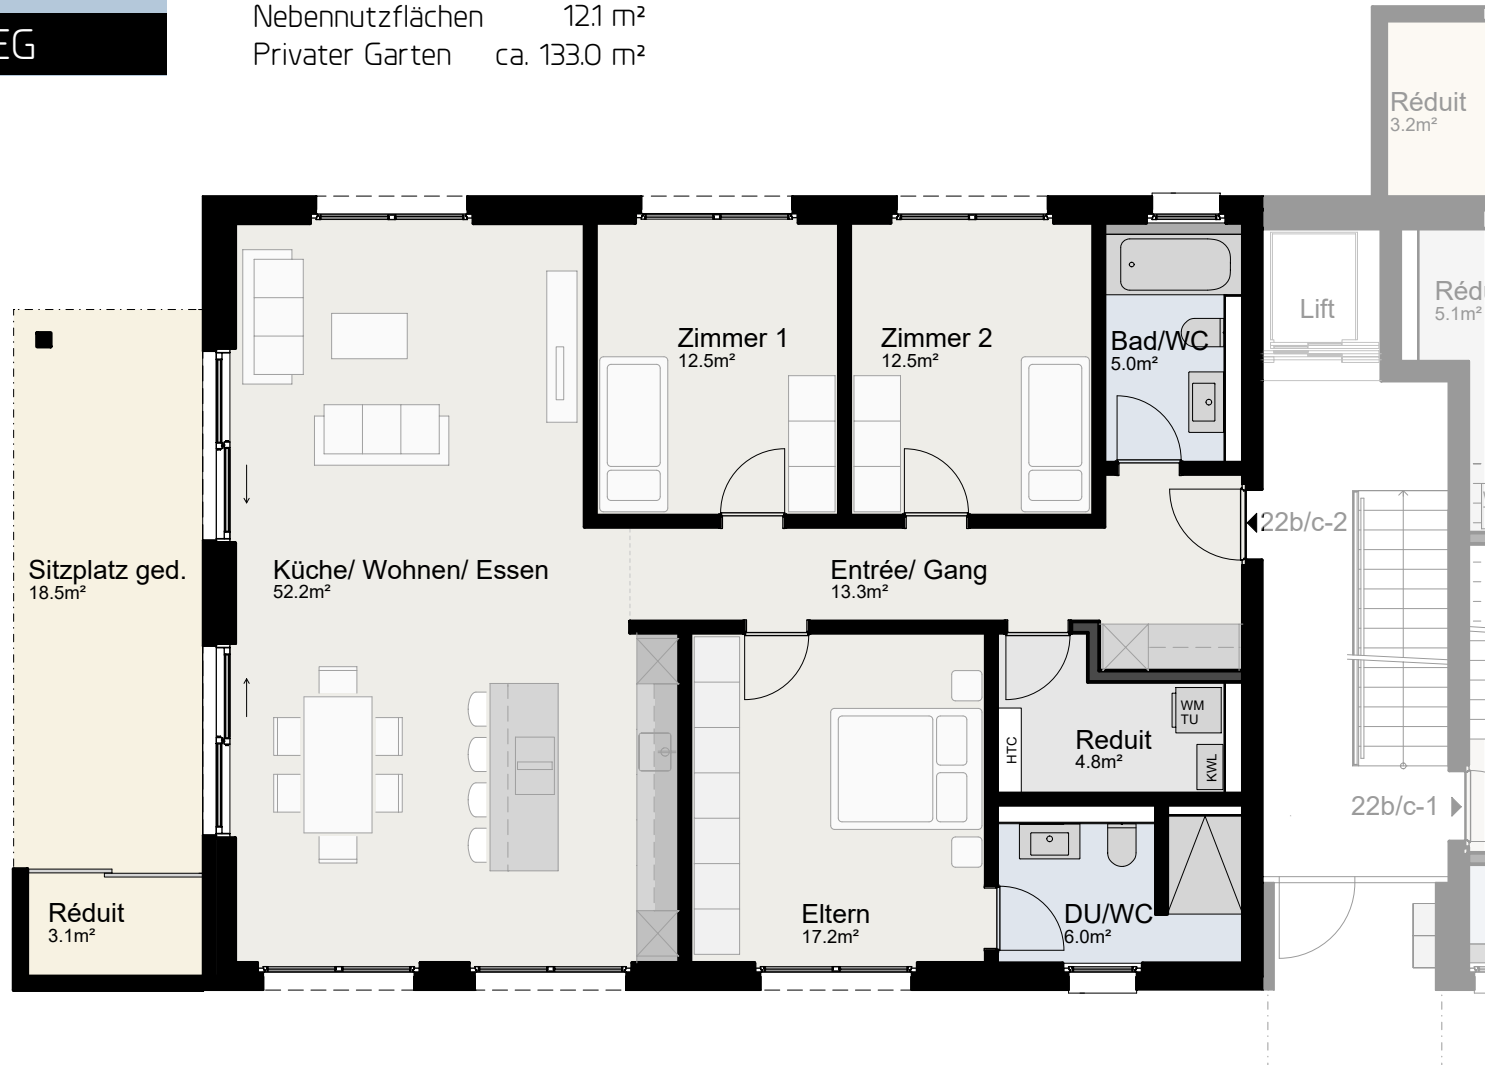 EG
Nebennutzflächen 12.1 m²
Privater Garten ca. 133.0 m²
Réduit
3.2m²
Lift
5.1m²
Zimmer 1
12.5m²
Zimmer 2
12.5m²
Bad/WC
5.0m²
22b/c-2
Sitzplatz ged.
18.5m²
Küche/ Wohnen/ Essen
52.2m²
Entrée/ Gang
13.3m²
WM
TU
HTC
Reduit
4.8m²
KWL
22b/c-1
Réduit
3.1m²
Eltern
17.2m²
DU/WC
6.0m²